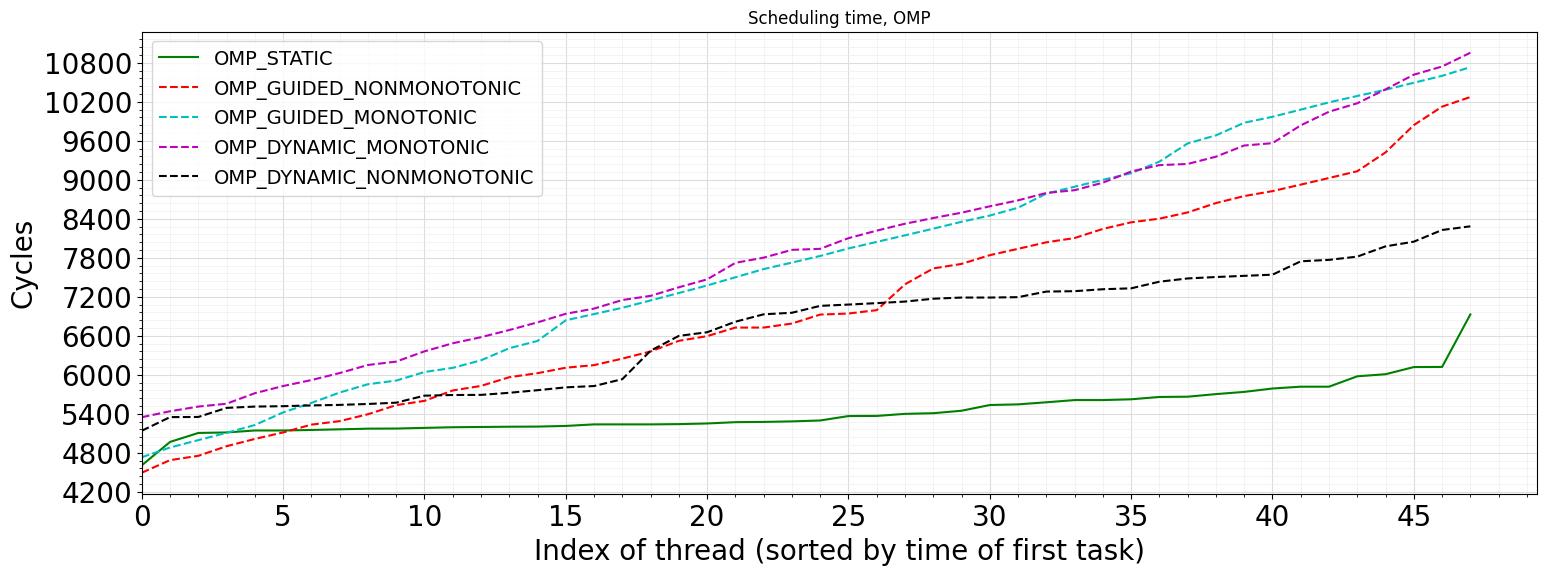 Scheduling time, OMP
OMP_STATIC
OMP_GUIDED_NONMONOTONIC
OMP_GUIDED_MONOTONIC
OMP_DYNAMIC_MONOTONIC
OMP_DYNAMIC_NONMONOTONIC
Cycles
10800
10200
9600
9000
8400
7800
7200
6600
6000
5400
4800
4200
0 5 10 15 20 25 30 35 40 45
Index of thread (sorted by time of first task)